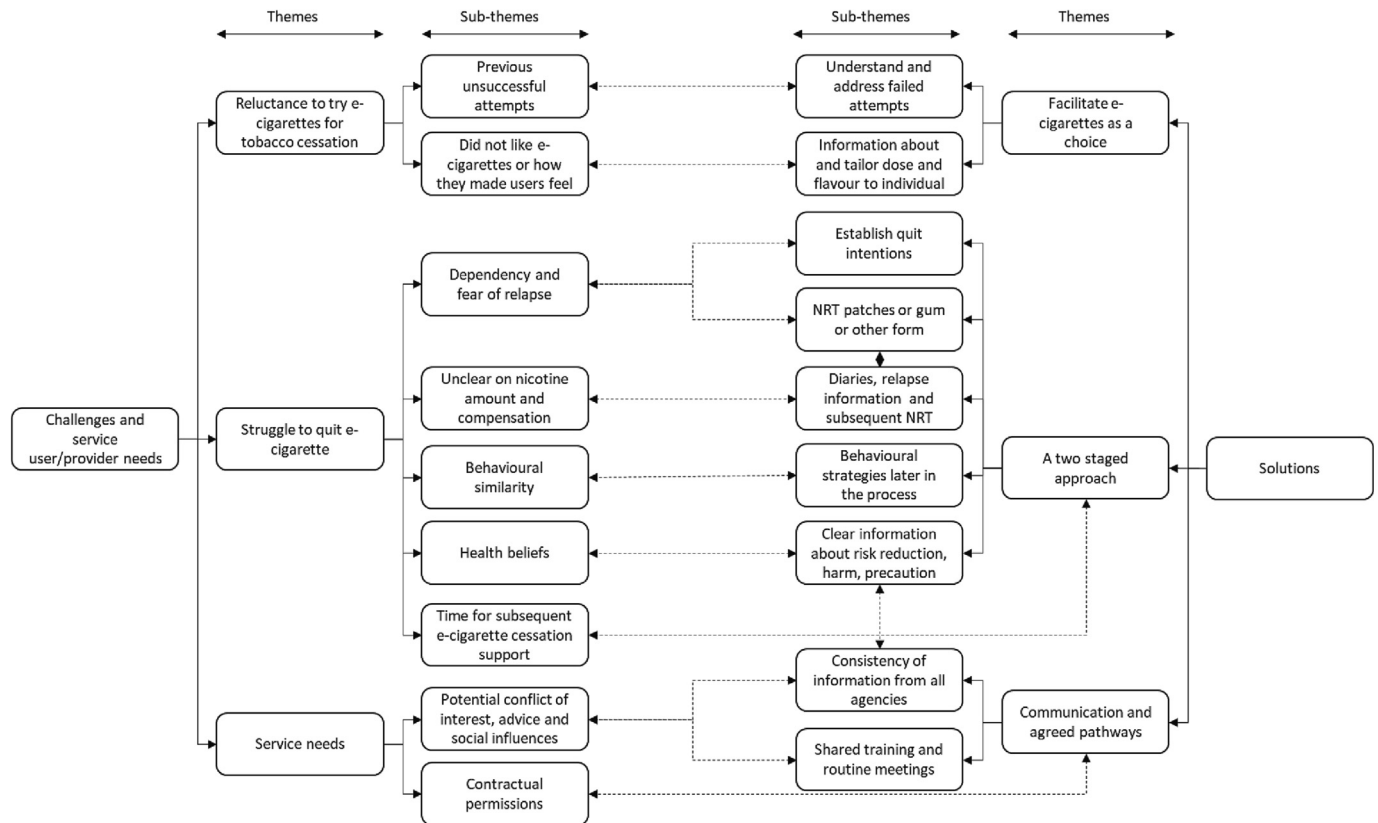 Themes
Sub-themes
Sub-themes
Themes
Previous
unsuccessful
attempts
Understand and
address failed
attempts
Reluctance to try e-
cigarettes for
tobacco cessation
Facilitate e-
cigarettes as a
choice
Did not like e-
cigarettes or how
they made users feel
Information about
and tailor dose and
flavour to individual
Establish quit
intentions
Dependency and
fear of relapse
NRT patches or gum
or other form
Unclear on nicotine
amount and
compensation
Diaries, relapse
information and
subsequent NRT
Challenges and
service
user/provider needs
Struggle to quit e-
cigarette
Behavioural
similarity
Behavioural
strategies later in
the process
A two staged
approach
Solutions
Health beliefs
Clear information
about risk reduction,
harm, precaution
Time for subsequent
e-cigarette cessation
support
Consistency of
information from all
agencies
Potential conflict of
interest, advice and
social influences
Service needs
Communication and
agreed pathways
Shared training and
routine meetings
Contractual
permissions